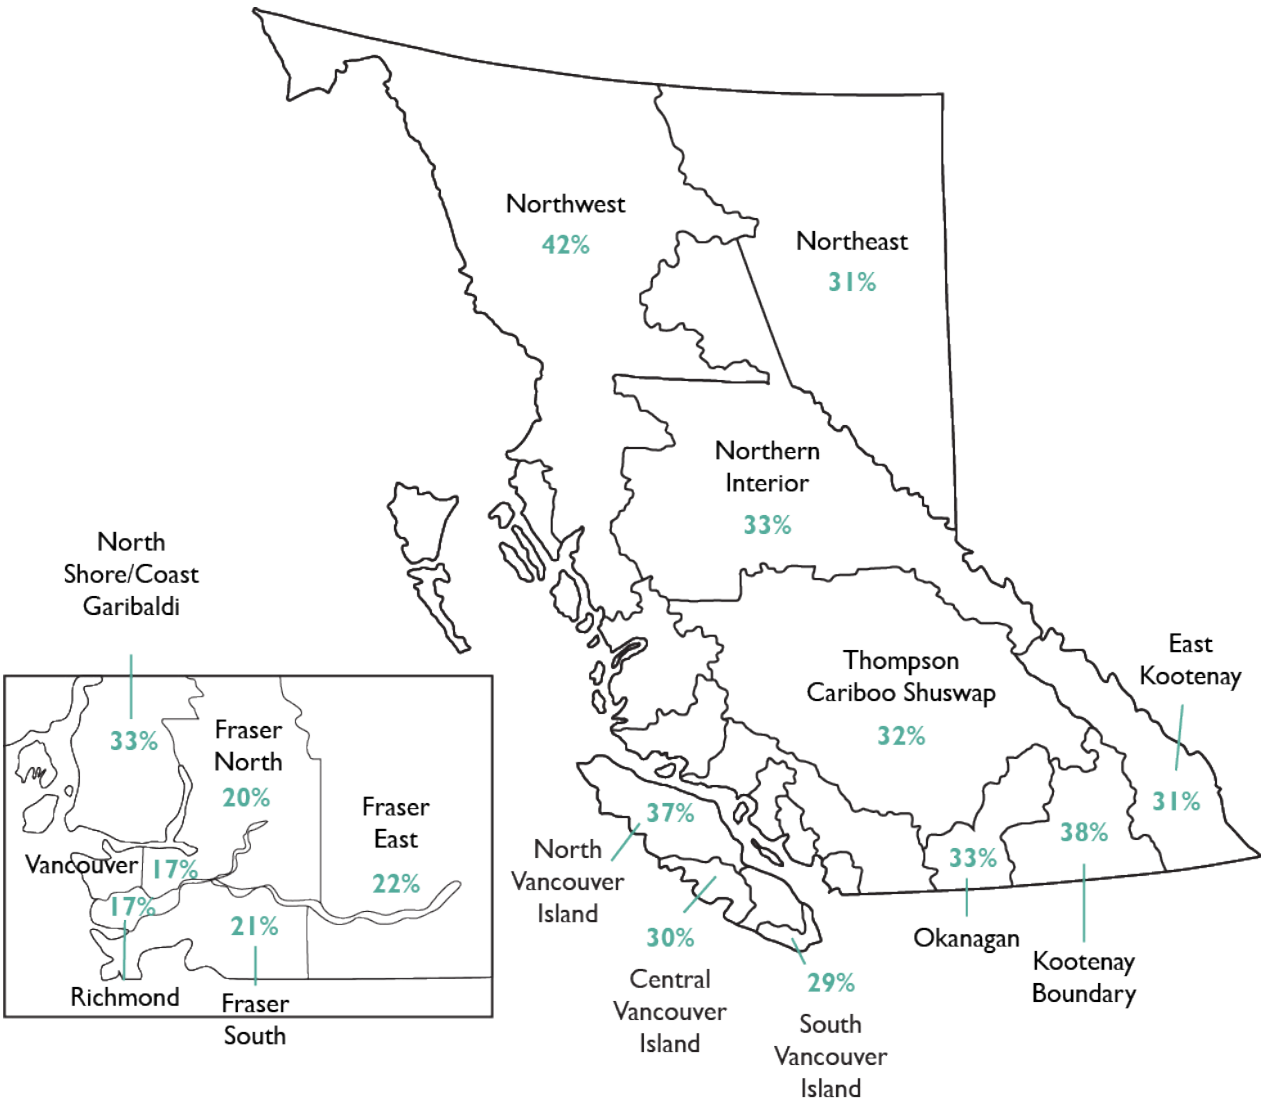 Northwest
42%
Northeast
31%
Northern
Interior
33%
North
Shore/Coast
Garibaldi
33%
Fraser
North
20%
Fraser
East
22%
Vancouver
17%
17%
Richmond
21%
Fraser
South
Thompson
Cariboo Shuswap
32%
East
Kootenay
31%
37%
North
Vancouver
Island
30%
Central
Vancouver
Island
29%
South
Vancouver
Island
33%
Okanagan
38%
Kootenay
Boundary